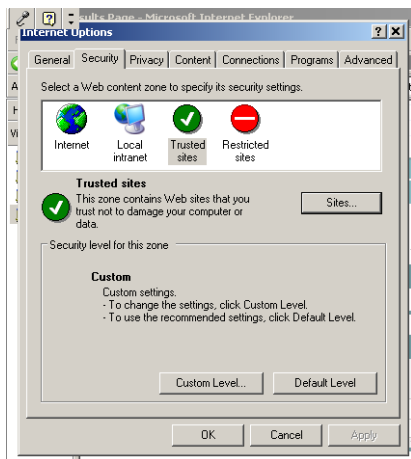 sults Page - Microsoft Internet Explorer
Internet Options
General Security Privacy Content Connections Programs Advanced
Select a Web content zone to specify its security settings.
Internet Local intranet Trusted sites Restricted sites
Trusted sites
This zone contains Web sites that you
trust not to damage your computer or
data.
Sites...
Security level for this zone
Custom
Custom settings.
- To change the settings, click Custom Level.
- To use the recommended settings, click Default Level.
Custom Level... Default Level
OK Cancel Apply